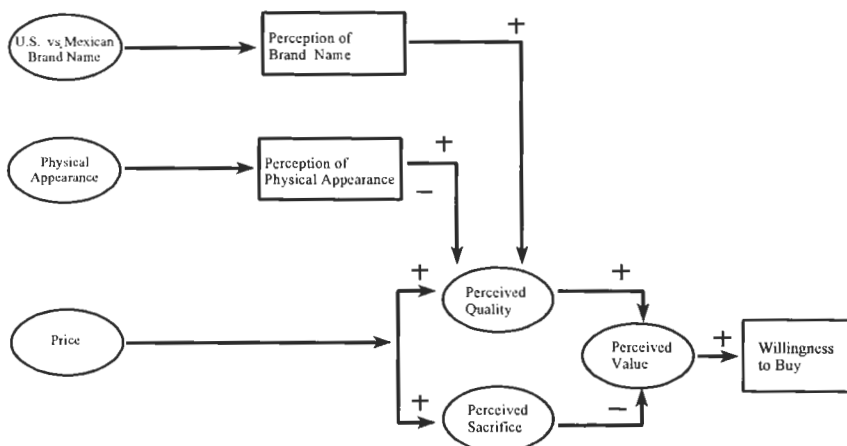 U.S. vs. Mexican
Brand Name
Perception of
Brand Name
+
Physical
Appearance
Perception of
Physical Appearance
+
−
Price
+
+
Perceived
Quality
+
Perceived
Sacrifice
−
Perceived
Value
+
Willingness
to Buy